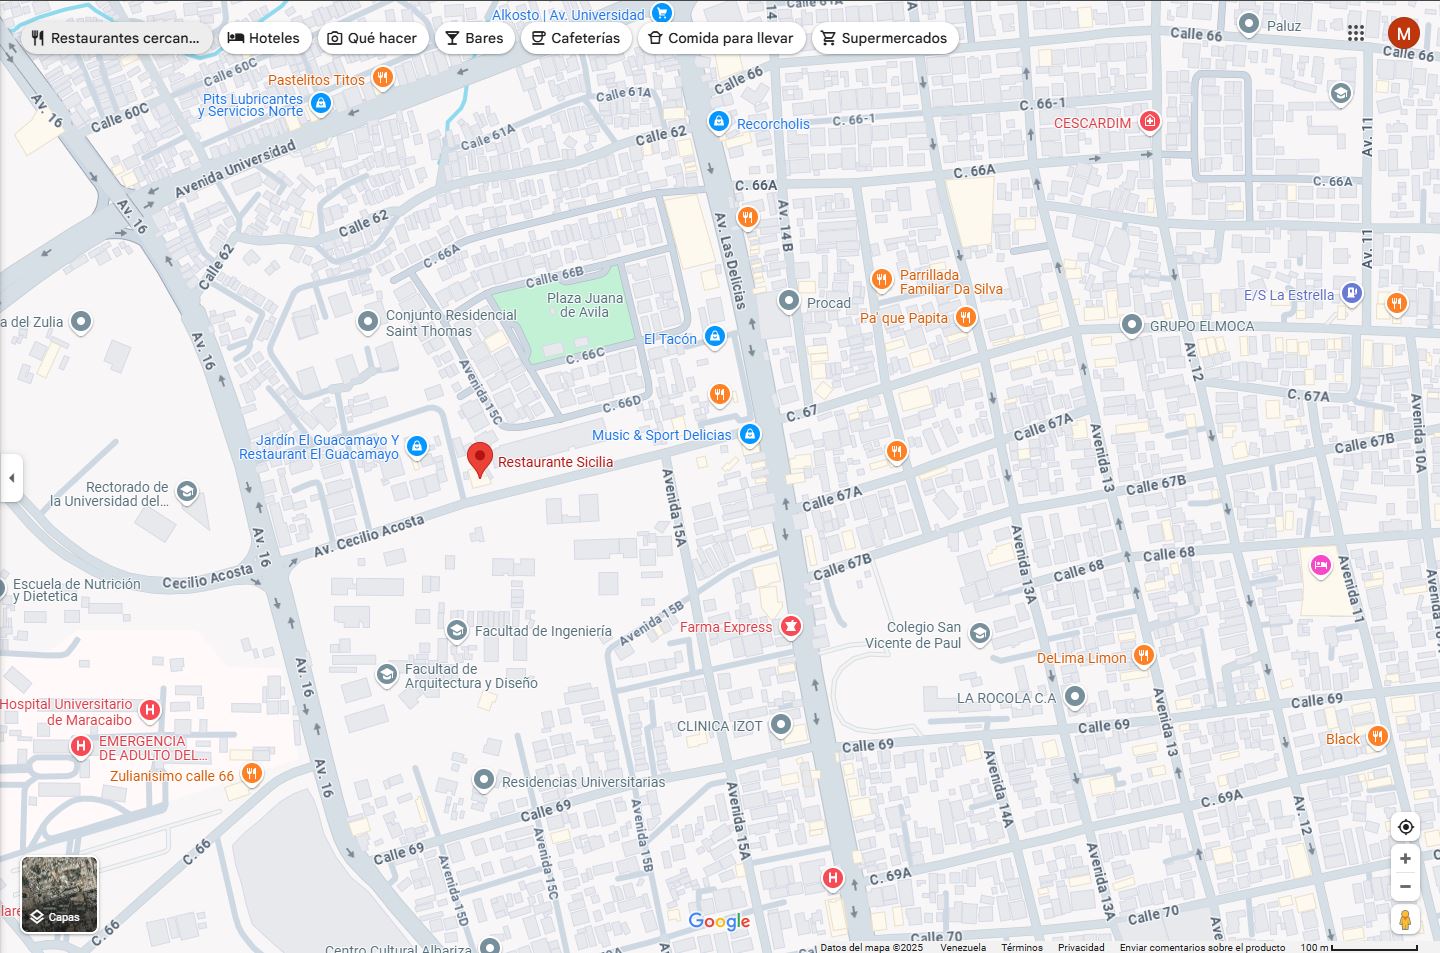 Restaurantes cercan...
Hoteles
Qué hacer
Bares
Cafeterías
Comida para llevar
Supermercados
M
Alkosto | Av. Universidad
Paluz
Calle 66
Calle 66
Calle 66
Calle 60C
Pastelitos Titos
Pits Lubricantes
y Servicios Norte
Av. 16
Calle 60C
Calle 61A
Calle 61A
Calle 62
Recorcholis
C. 66-1
C. 66-1
CESCARDIM
Av. 11
Avenida Universidad
C. 66A
C. 66A
C. 66A
Av. 16
Calle 62
Calle 62
C. 66A
Av. Las Delicias
Av. 14B
Av. 11
Calle 66B
Plaza Juana
de Avila
Parrillada
Familiar Da Silva
E/S La Estrella
Procad
Pa' que Papita
GRUPO ELMOCA
a del Zulia
Conjunto Residencial
Saint Thomas
El Tacón
C. 66C
Av. 16
Avenida 15C
Av. 12
C. 67A
C. 66D
C. 67
C. 67A
Avenida 13
Avenida 10A
Jardín El Guacamayo Y
Restaurant El Guacamayo
Music & Sport Delicias
C. 67B
Restaurante Sicilia
Rectorado de
la Universidad del...
Calle 67A
Calle 67B
Avenida 15A
Av. Cecilio Acosta
Av. 16
Cecilio Acosta
Calle 67B
Avenida 13A
Calle 68
Calle 68
Avenida 11
Escuela de Nutrición
y Dietetica
Avenida 15B
Facultad de Ingeniería
Farma Express
Colegio San
Vicente de Paul
DeLima Limon
Facultad de
Arquitectura y Diseño
Av. 16
Hospital Universitario
de Maracaibo
LA ROCOLA C.A
Calle 69
Calle 69
Avenida 13
CLINICA IZOT
Calle 69
Black
EMERGENCIA
DE ADULTO DEL...
Zulianisimo calle 66
Av. 16
Residencias Universitarias
Calle 69
Calle 69
Avenida 15A
Avenida 14A
C. 69A
Av. 12
Avenida 15B
Avenida 15C
Avenida 15D
C. 66
C. 66
C. 69A
Avenida 13A
Calle 70
Calle 70
Capas
Google
Centro Cultural Albariza
Datos del mapa ©2025
Venezuela
Términos
Privacidad
Enviar comentarios sobre el producto
100 m